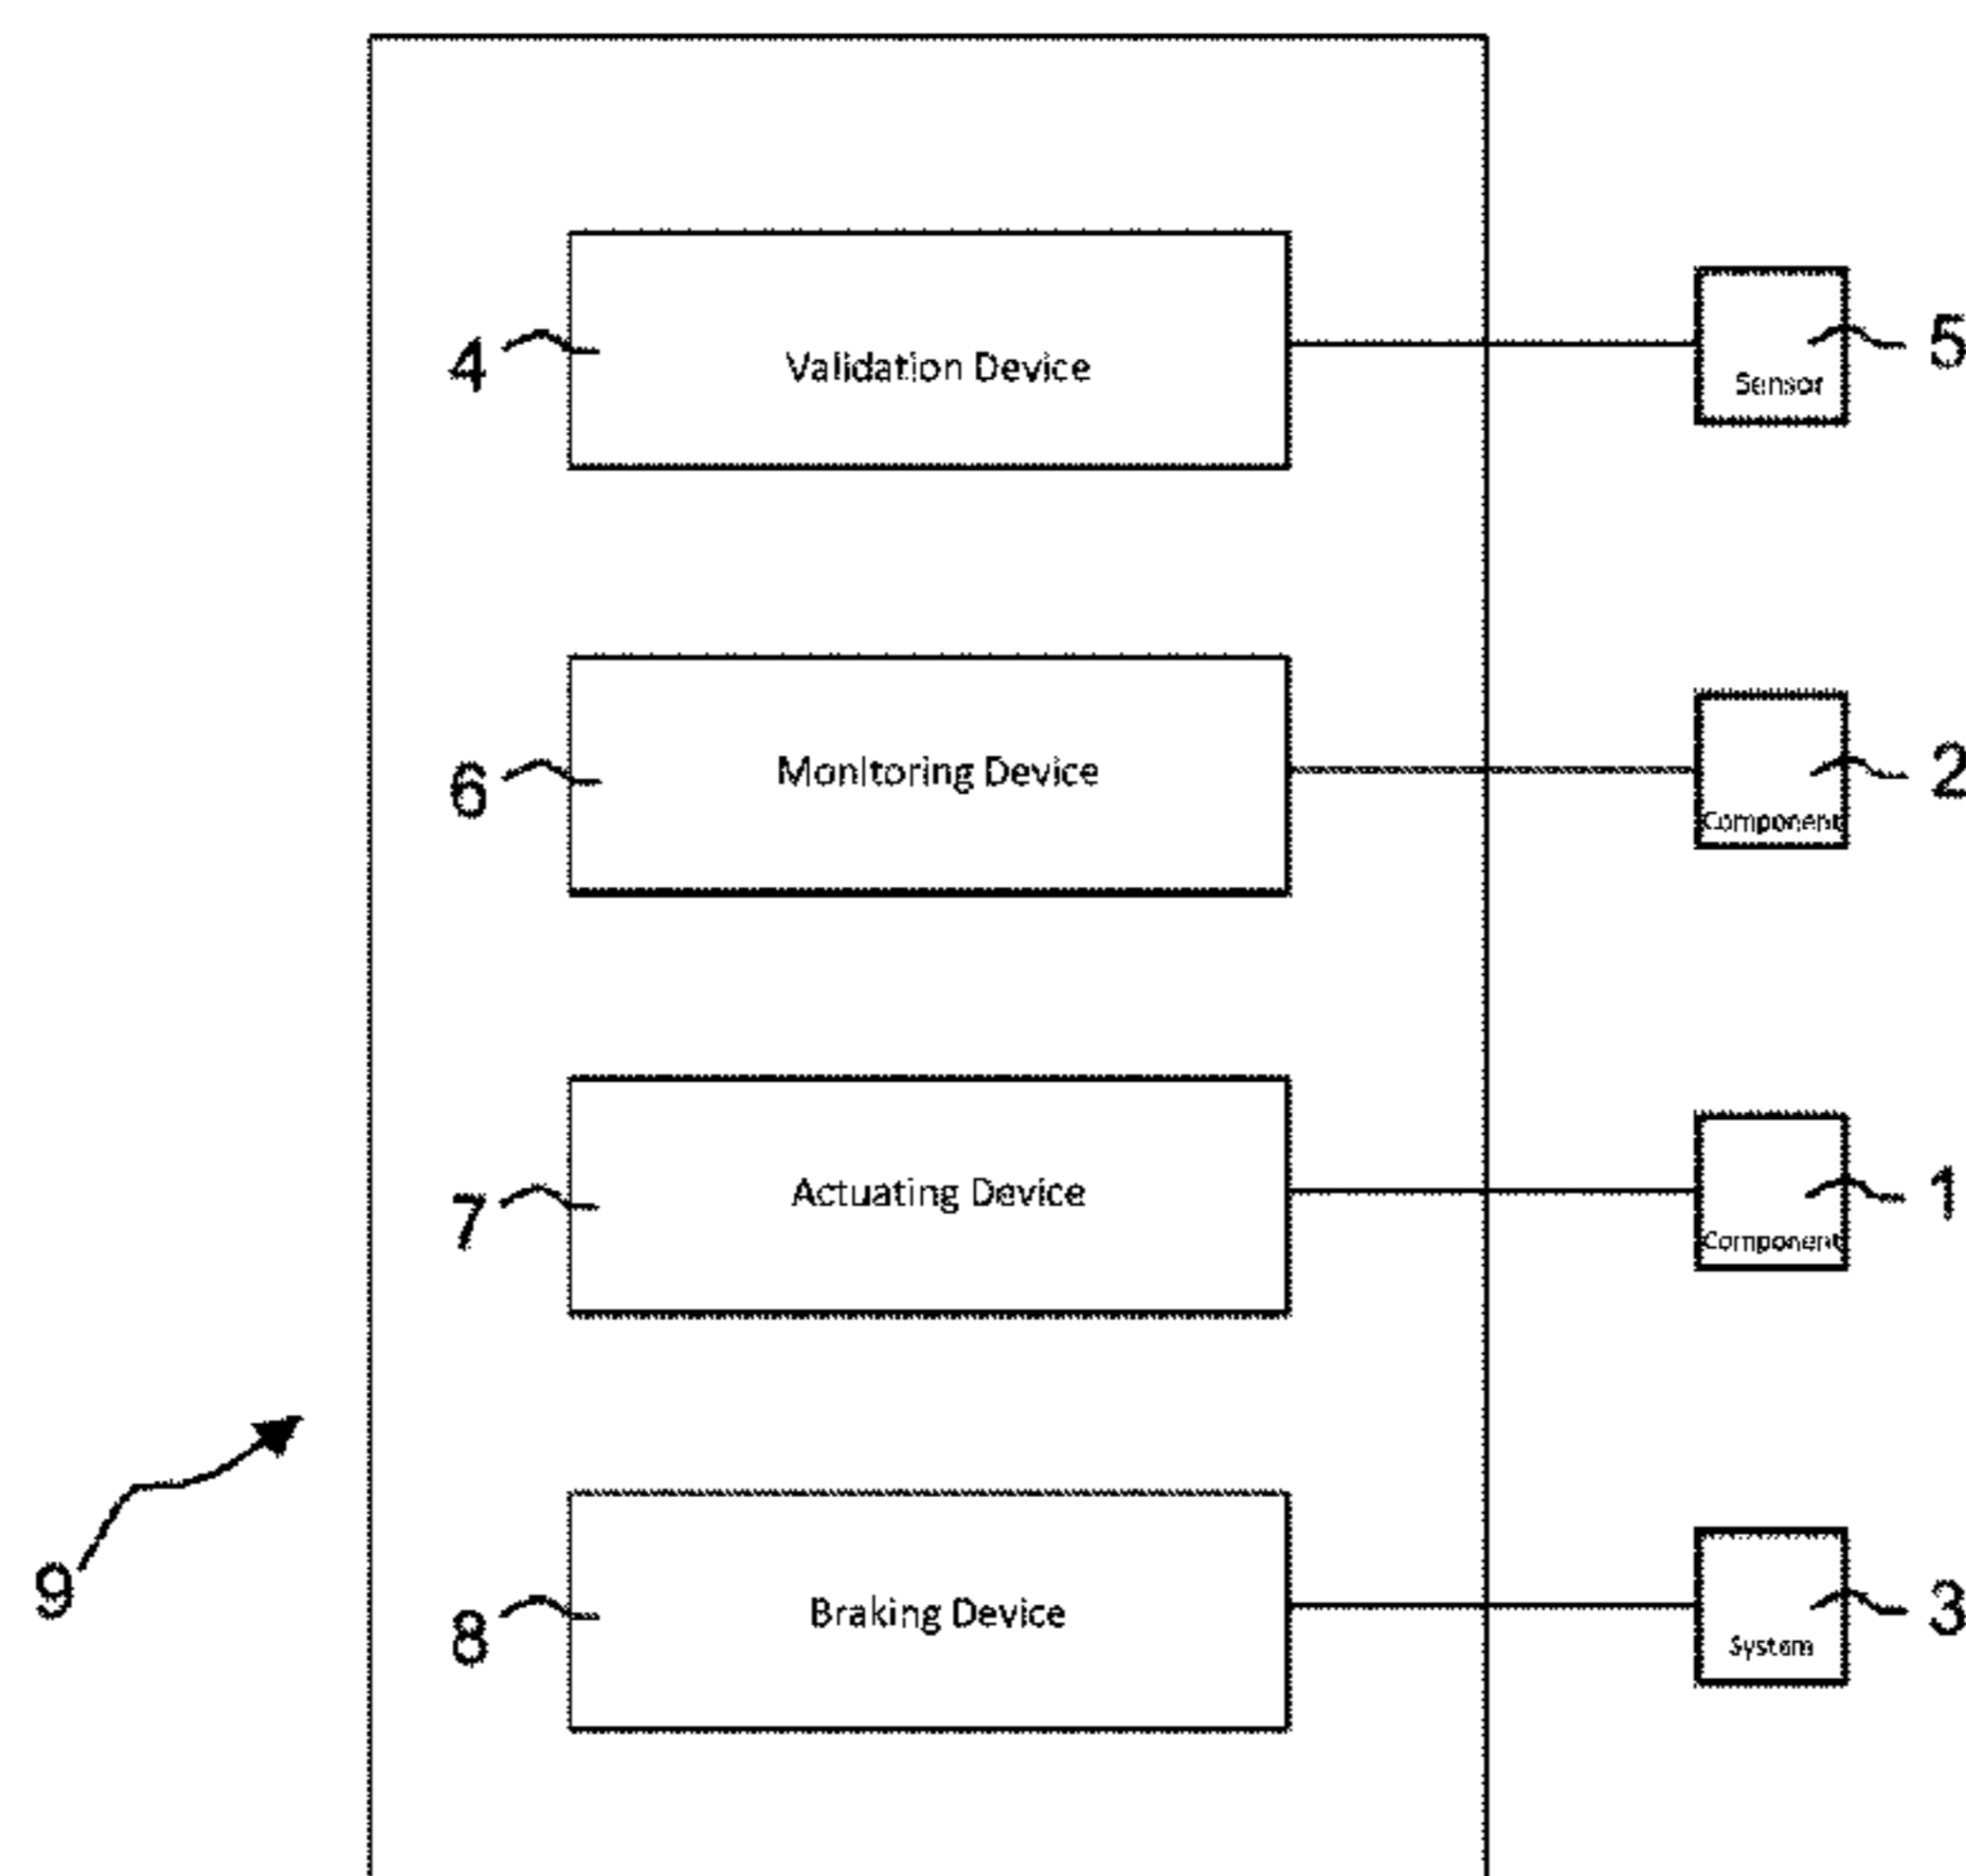 4 Validation Device
Sensor 5
6 Monitoring Device
Component 2
7 Actuating Device
Component 1
9
8 Braking Device
System 3